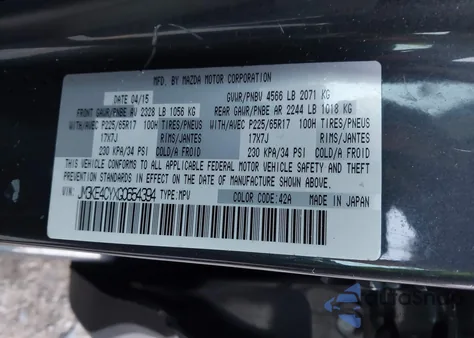 MFD. BY MAZDA MOTOR CORPORATION
DATE 04/15
GVWR/PNBV 4566 LB 2071 KG
FRONT GAWR/PNBE AV 2328 LB 1056 KG
REAR GAWR/PNBE AR 2244 LB 1018 KG
WITH/AVEC P225/65R17 100H TIRES/PNEUS
WITH/AVEC P225/65R17 100H TIRES/PNEUS
17X7J RIMS/JANTES
17X7J RIMS/JANTES
230 KPA/34 PSI COLD/A FROID
230 KPA/34 PSI COLD/A FROID
THIS VEHICLE CONFORMS TO ALL APPLICABLE FEDERAL MOTOR VEHICLE SAFETY AND THEFT
PREVENTION STANDARDS IN EFFECT ON THE DATE OF MANUFACTURE SHOWN ABOVE.
VIN: JM3KE4CYXG0554394 TYPE:MPV
COLOR CODE:42A
MADE IN JAPAN